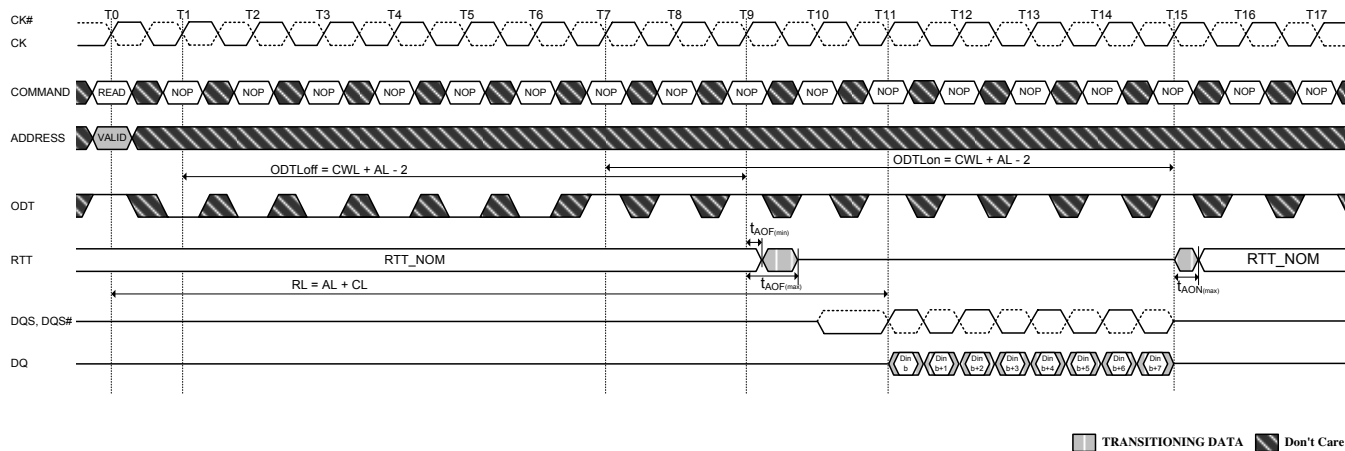 CK# T0 T1 T2 T3 T4 T5 T6 T7 T8 T9 T10 T11 T12 T13 T14 T15 T16 T17
CK
COMMAND READ NOP NOP NOP NOP NOP NOP NOP NOP NOP NOP NOP NOP NOP NOP NOP NOP NOP
ADDRESS VALID
ODTLoff = CWL + AL - 2
ODTLon = CWL + AL - 2
ODT
tAOF(min)
RTT RTT_NOM RTT_NOM
tAOF(max)
tAON(max)
RL = AL + CL
DQS, DQS#
DQ Din b Din b+1 Din b+2 Din b+3 Din b+4 Din b+5 Din b+6 Din b+7
TRANSITIONING DATA Don't Care